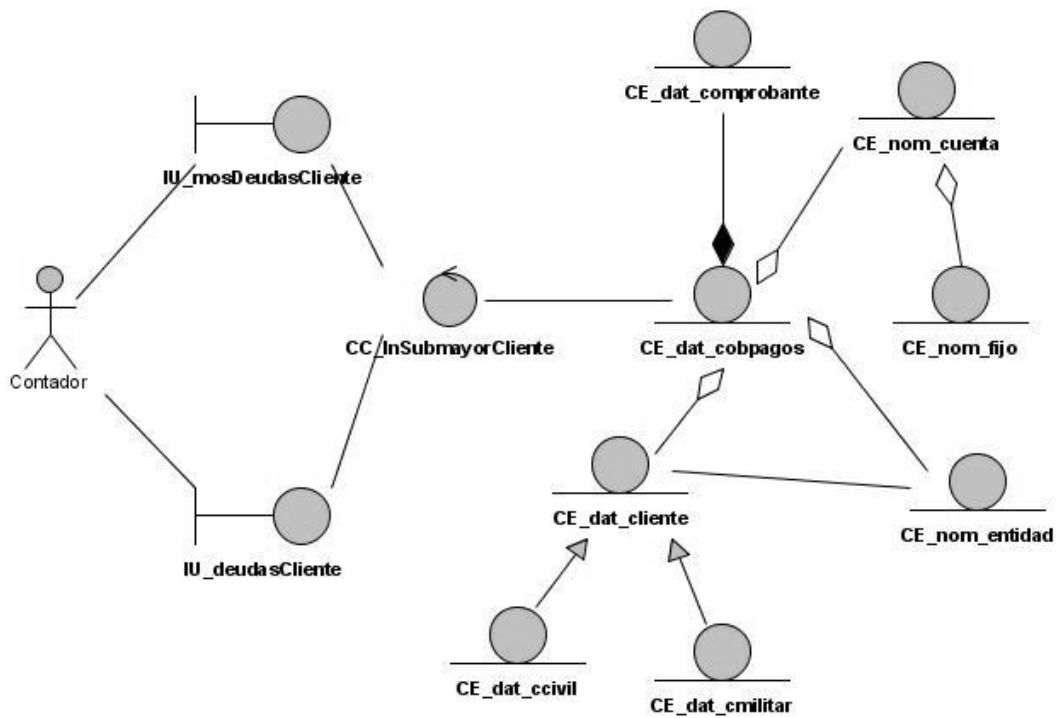 CE_dat_comprobante
CE_nom_cuenta
IU_mosDeudasCliente
Contador
CC_InSubmayorCliente
CE_dat_cobpagos
CE_nom_fijo
CE_dat_cliente
CE_nom_entidad
IU_deudasCliente
CE_dat_ccivil
CE_dat_cmilitar